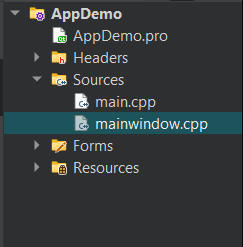 AppDemo
AppDemo.pro
Headers
Sources
main.cpp
mainwindow.cpp
Forms
Resources